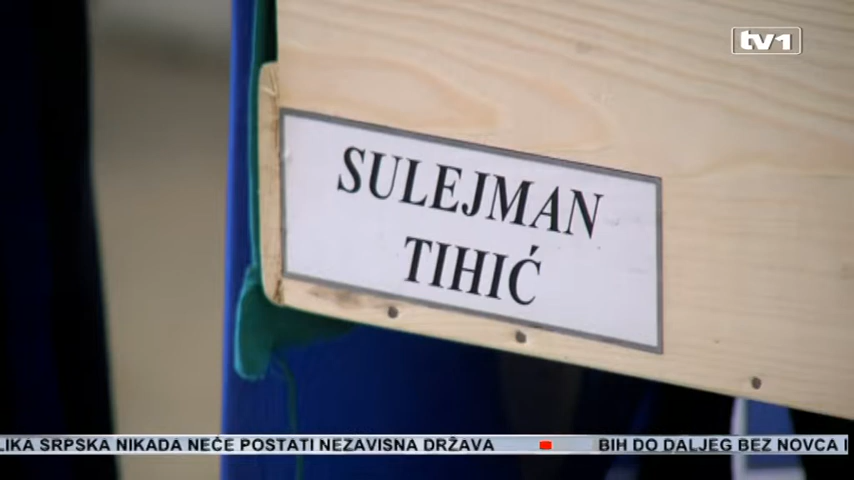 tv1
SULEJMAN
TIHIĆ
LIKA SRPSKA NIKADA NEĆE POSTATI NEZAVISNA DRŽAVA BIH DO DALJEG BEZ NOVCA